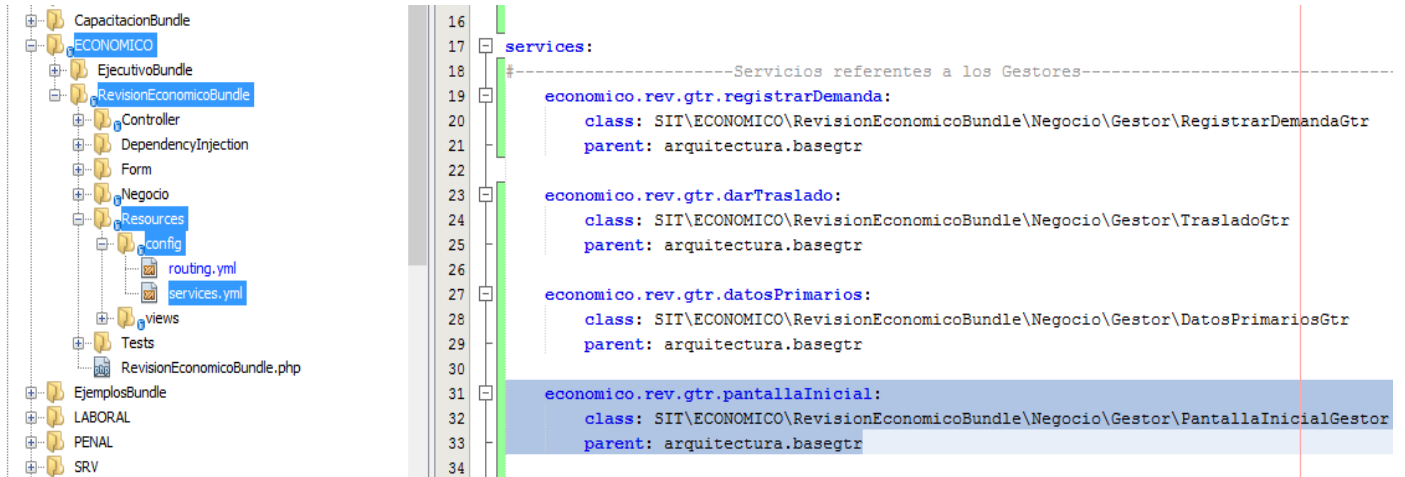 CapacitacionBundle
ECONOMICO
EjecutivoBundle
RevisionEconomicoBundle
Controller
DependencyInjection
Form
Negocio
Resources
config
routing.yml
services.yml
views
Tests
RevisionEconomicoBundle.php
EjemplosBundle
LABORAL
PENAL
SRV
16
17 services:
18 #----------------------Servicios referentes a los Gestores--------------------------------
19 economico.rev.gtr.registrarDemanda:
20 class: SIT\ECONOMICO\RevisionEconomicoBundle\Negocio\Gestor\RegistrarDemandaGtr
21 parent: arquitectura.basegtr
22
23 economico.rev.gtr.darTraslado:
24 class: SIT\ECONOMICO\RevisionEconomicoBundle\Negocio\Gestor\TrasladoGtr
25 parent: arquitectura.basegtr
26
27 economico.rev.gtr.datosPrimarios:
28 class: SIT\ECONOMICO\RevisionEconomicoBundle\Negocio\Gestor\DatosPrimariosGtr
29 parent: arquitectura.basegtr
30
31 economico.rev.gtr.pantallaInicial:
32 class: SIT\ECONOMICO\RevisionEconomicoBundle\Negocio\Gestor\PantallaInicialGestor
33 parent: arquitectura.basegtr
34